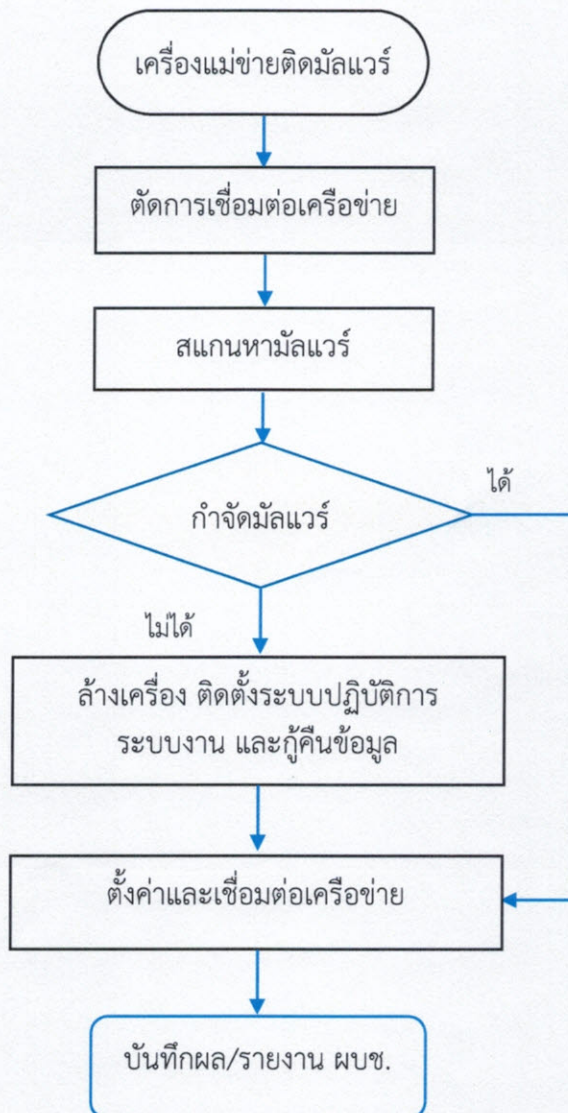 เครื่องแม่ข่ายติดมัลแวร์
ตัดการเชื่อมต่อเครือข่าย
สแกนหามัลแวร์
กำจัดมัลแวร์
ได้
ไม่ได้
ล้างเครื่อง ติดตั้งระบบปฏิบัติการ
ระบบงาน และกู้คืนข้อมูล
ตั้งค่าและเชื่อมต่อเครือข่าย
บันทึกผล/รายงาน ผบช.